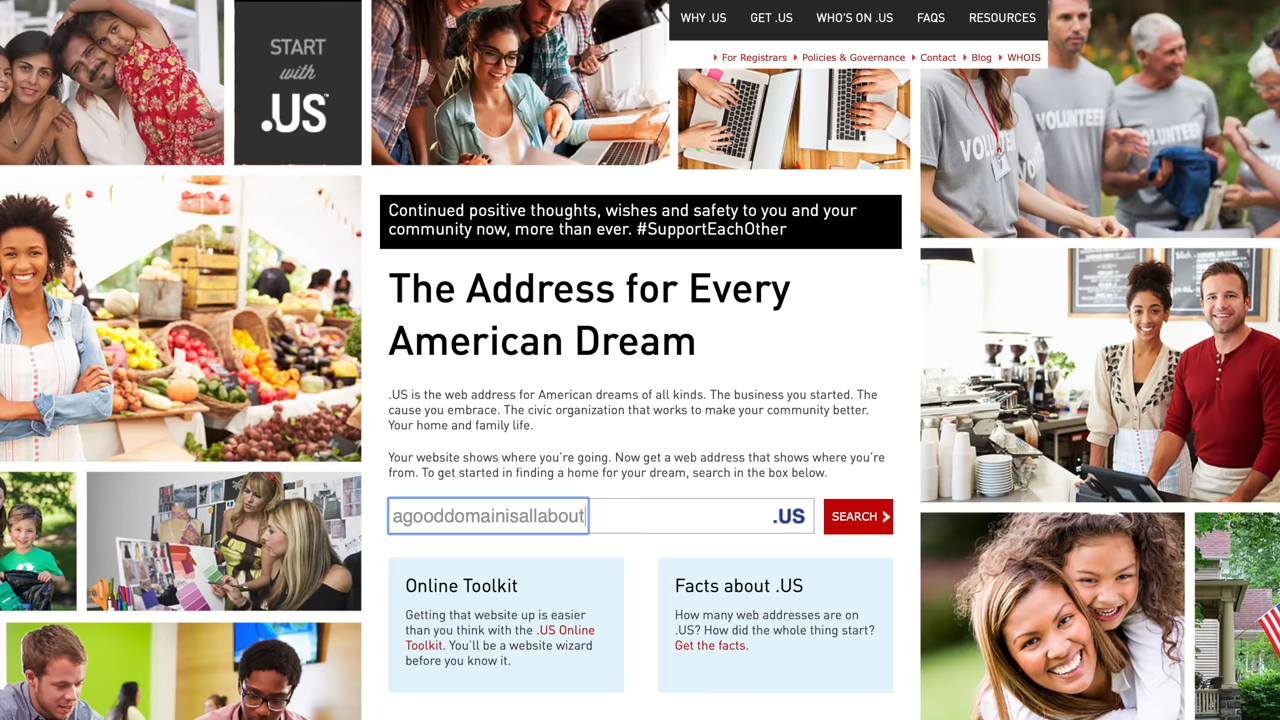 START
with
.US™
WHY .US GET .US WHO'S ON .US FAQS RESOURCES
For Registrars Policies & Governance Contact Blog WHOIS
VOLUNTEER
VOLUNTEER
Continued positive thoughts, wishes and safety to you and your
community now, more than ever. #SupportEachOther
The Address for Every
American Dream
.US is the web address for American dreams of all kinds. The business you started. The
cause you embrace. The civic organization that works to make your community better.
Your home and family life.
Your website shows where you're going. Now get a web address that shows where you're
from. To get started in finding a home for your dream, search in the box below.
agooddomainisallabout .US SEARCH
Online Toolkit
Getting that website up is easier
than you think with the .US Online
Toolkit. You'll be a website wizard
before you know it.
Facts about .US
How many web addresses are on
.US? How did the whole thing start?
Get the facts.